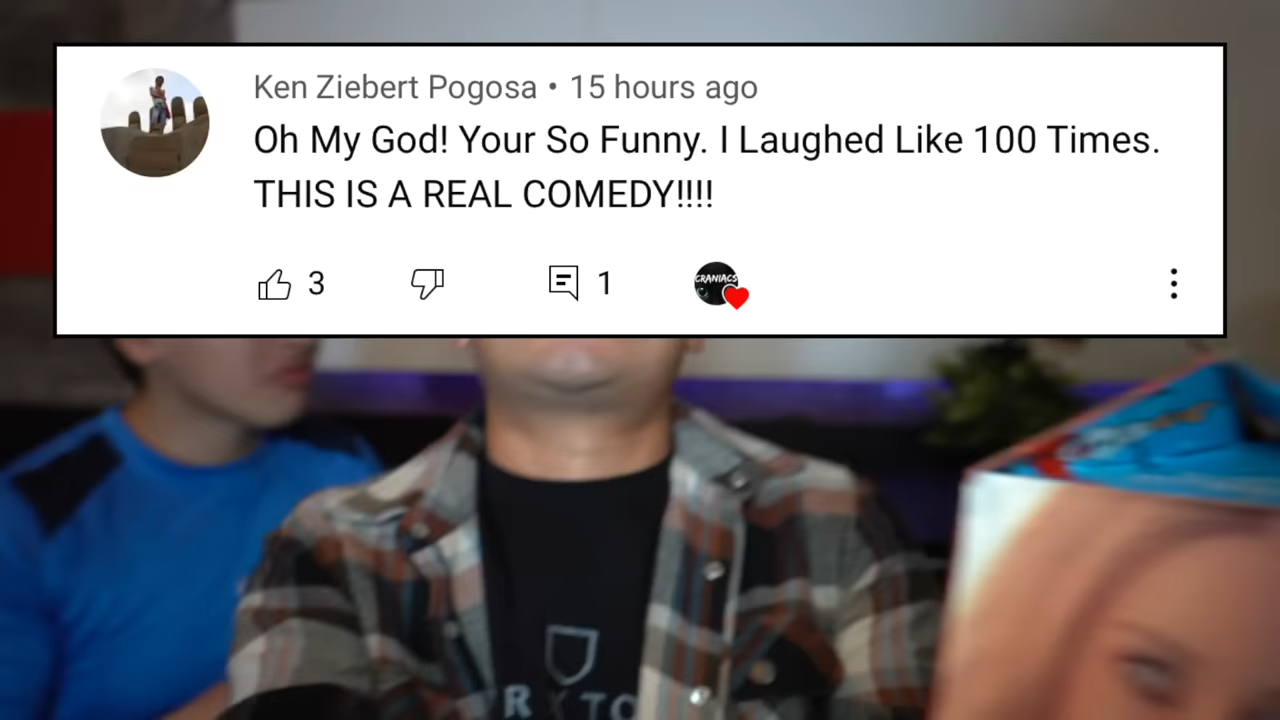 Ken Ziebert Pogosa • 15 hours ago
Oh My God! Your So Funny. I Laughed Like 100 Times.
THIS IS A REAL COMEDY!!!!
3
1
CRANIACS